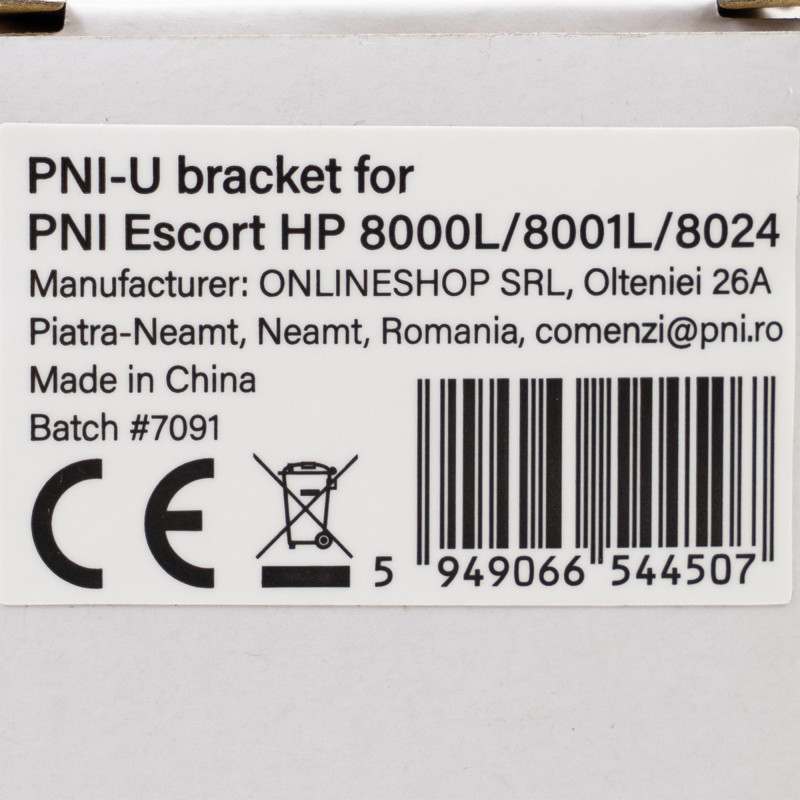 PNI-U bracket for
PNI Escort HP 8000L/8001L/8024
Manufacturer: ONLINESHOP SRL, Olteniei 26A
Piatra-Neamt, Neamt, Romania, comenzi@pni.ro
Made in China
Batch #7091
CE
5 949066 544507